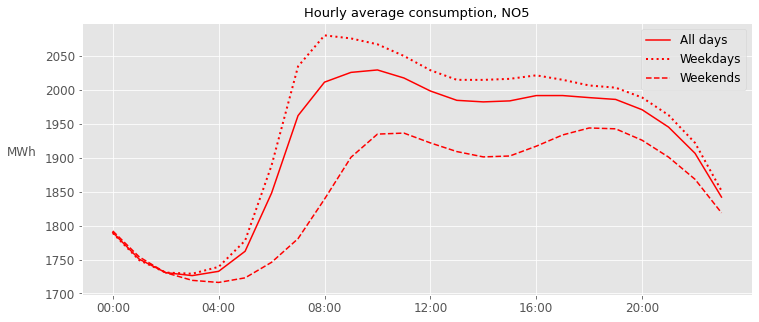 Hourly average consumption, NO5
All days
Weekdays
Weekends
MWh
2050
2000
1950
1900
1850
1800
1750
1700
00:00 04:00 08:00 12:00 16:00 20:00